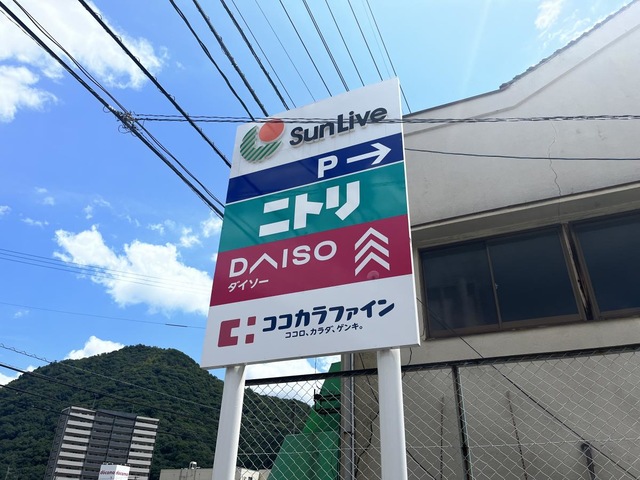 SunLive
P →
ニトリ
DAISO
ダイソー
ココカラファイン
ココロ、カラダ、ゲンキ。
docomo